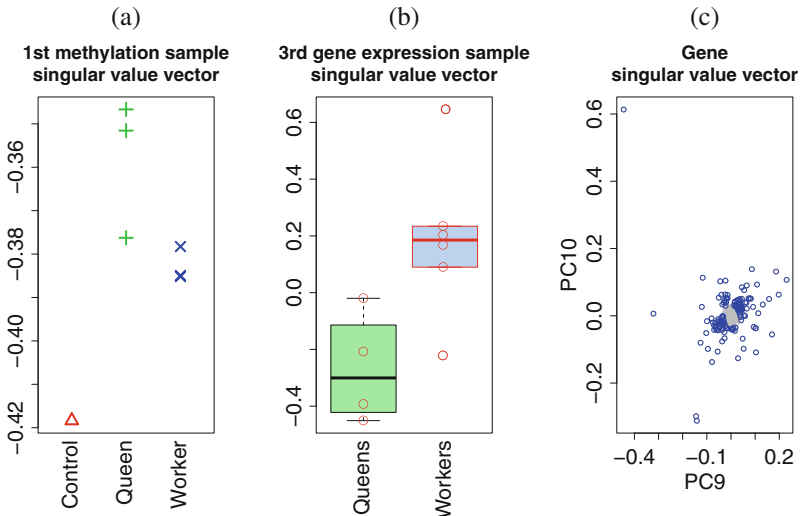 (a)
1st methylation sample
singular value vector
−0.36
−0.38
−0.40
−0.42
Control
Queen
Worker
(b)
3rd gene expression sample
singular value vector
0.6
0.4
0.2
0.0
−0.4
Queens
Workers
(c)
Gene
singular value vector
PC10
0.6
0.4
0.2
0.0
−0.2
−0.4
−0.1
0.2
PC9